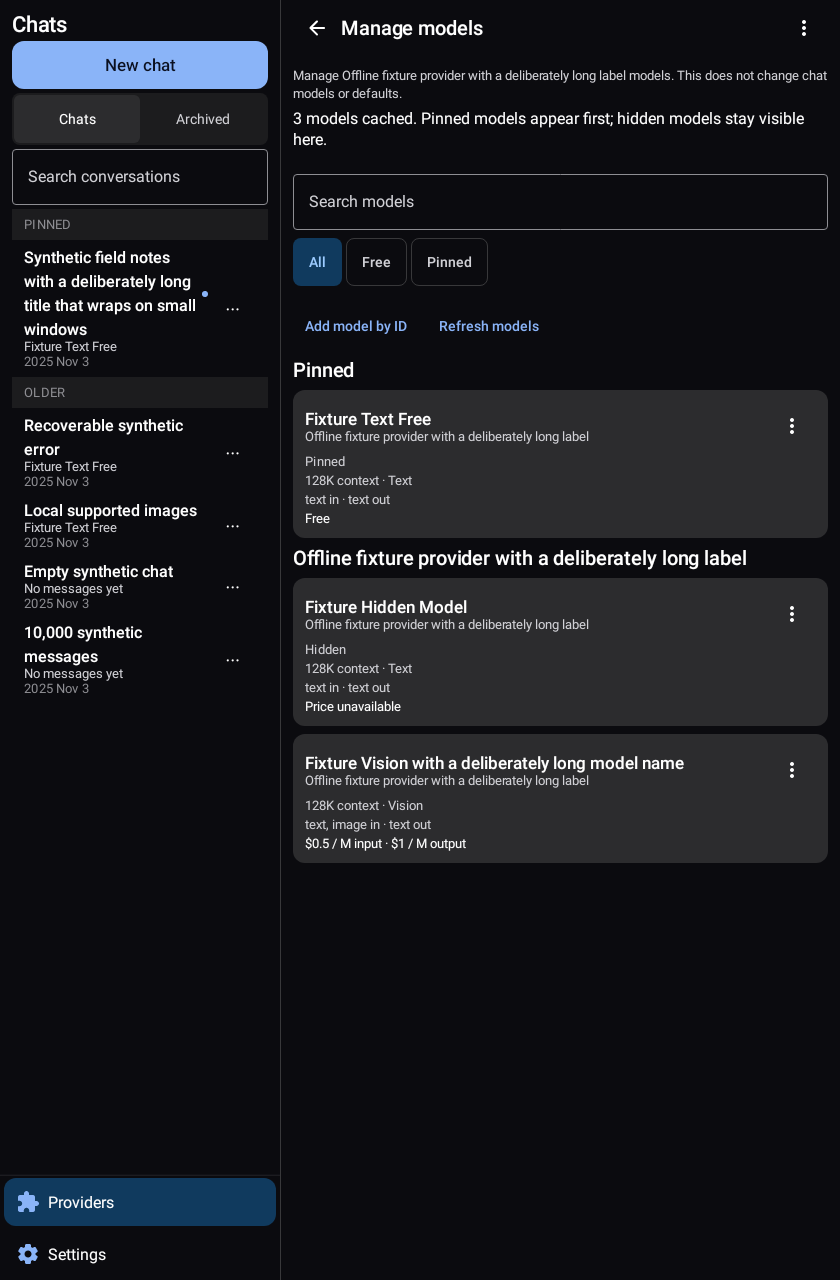 Chats
New chat
Chats
Archived
Search conversations
PINNED
Synthetic field notes
with a deliberately long
title that wraps on small
windows
Fixture Text Free
2025 Nov 3
OLDER
Recoverable synthetic
error
Fixture Text Free
2025 Nov 3
Local supported images
Fixture Text Free
2025 Nov 3
Empty synthetic chat
No messages yet
2025 Nov 3
10,000 synthetic
messages
No messages yet
2025 Nov 3
Providers
Settings
Manage models
Manage Offline fixture provider with a deliberately long label models. This does not change chat
models or defaults.
3 models cached. Pinned models appear first; hidden models stay visible
here.
Search models
All
Free
Pinned
Add model by ID
Refresh models
Pinned
Fixture Text Free
Offline fixture provider with a deliberately long label
Pinned
128K context · Text
text in · text out
Free
Offline fixture provider with a deliberately long label
Fixture Hidden Model
Offline fixture provider with a deliberately long label
Hidden
128K context · Text
text in · text out
Price unavailable
Fixture Vision with a deliberately long model name
Offline fixture provider with a deliberately long label
128K context · Vision
text, image in · text out
$0.5 / M input · $1 / M output